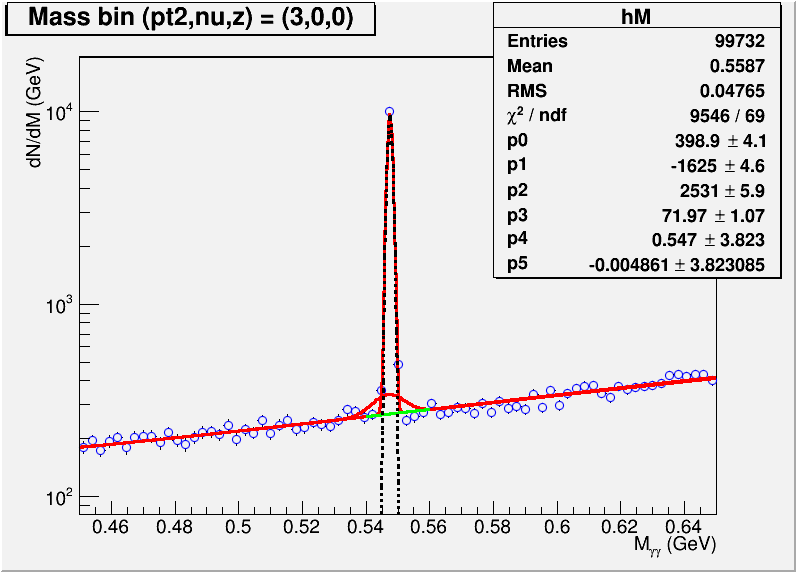 Mass bin (pt2,nu,z) = (3,0,0)
hM
Entries 99732
Mean 0.5587
RMS 0.04765
χ² / ndf 9546 / 69
p0 398.9 ± 4.1
p1 -1625 ± 4.6
p2 2531 ± 5.9
p3 71.97 ± 1.07
p4 0.547 ± 3.823
p5 -0.004861 ± 3.823085
dN/dM (GeV)
10⁴
10³
10²
0.46 0.48 0.5 0.52 0.54 0.56 0.58 0.6 0.62 0.64
Mγγ (GeV)